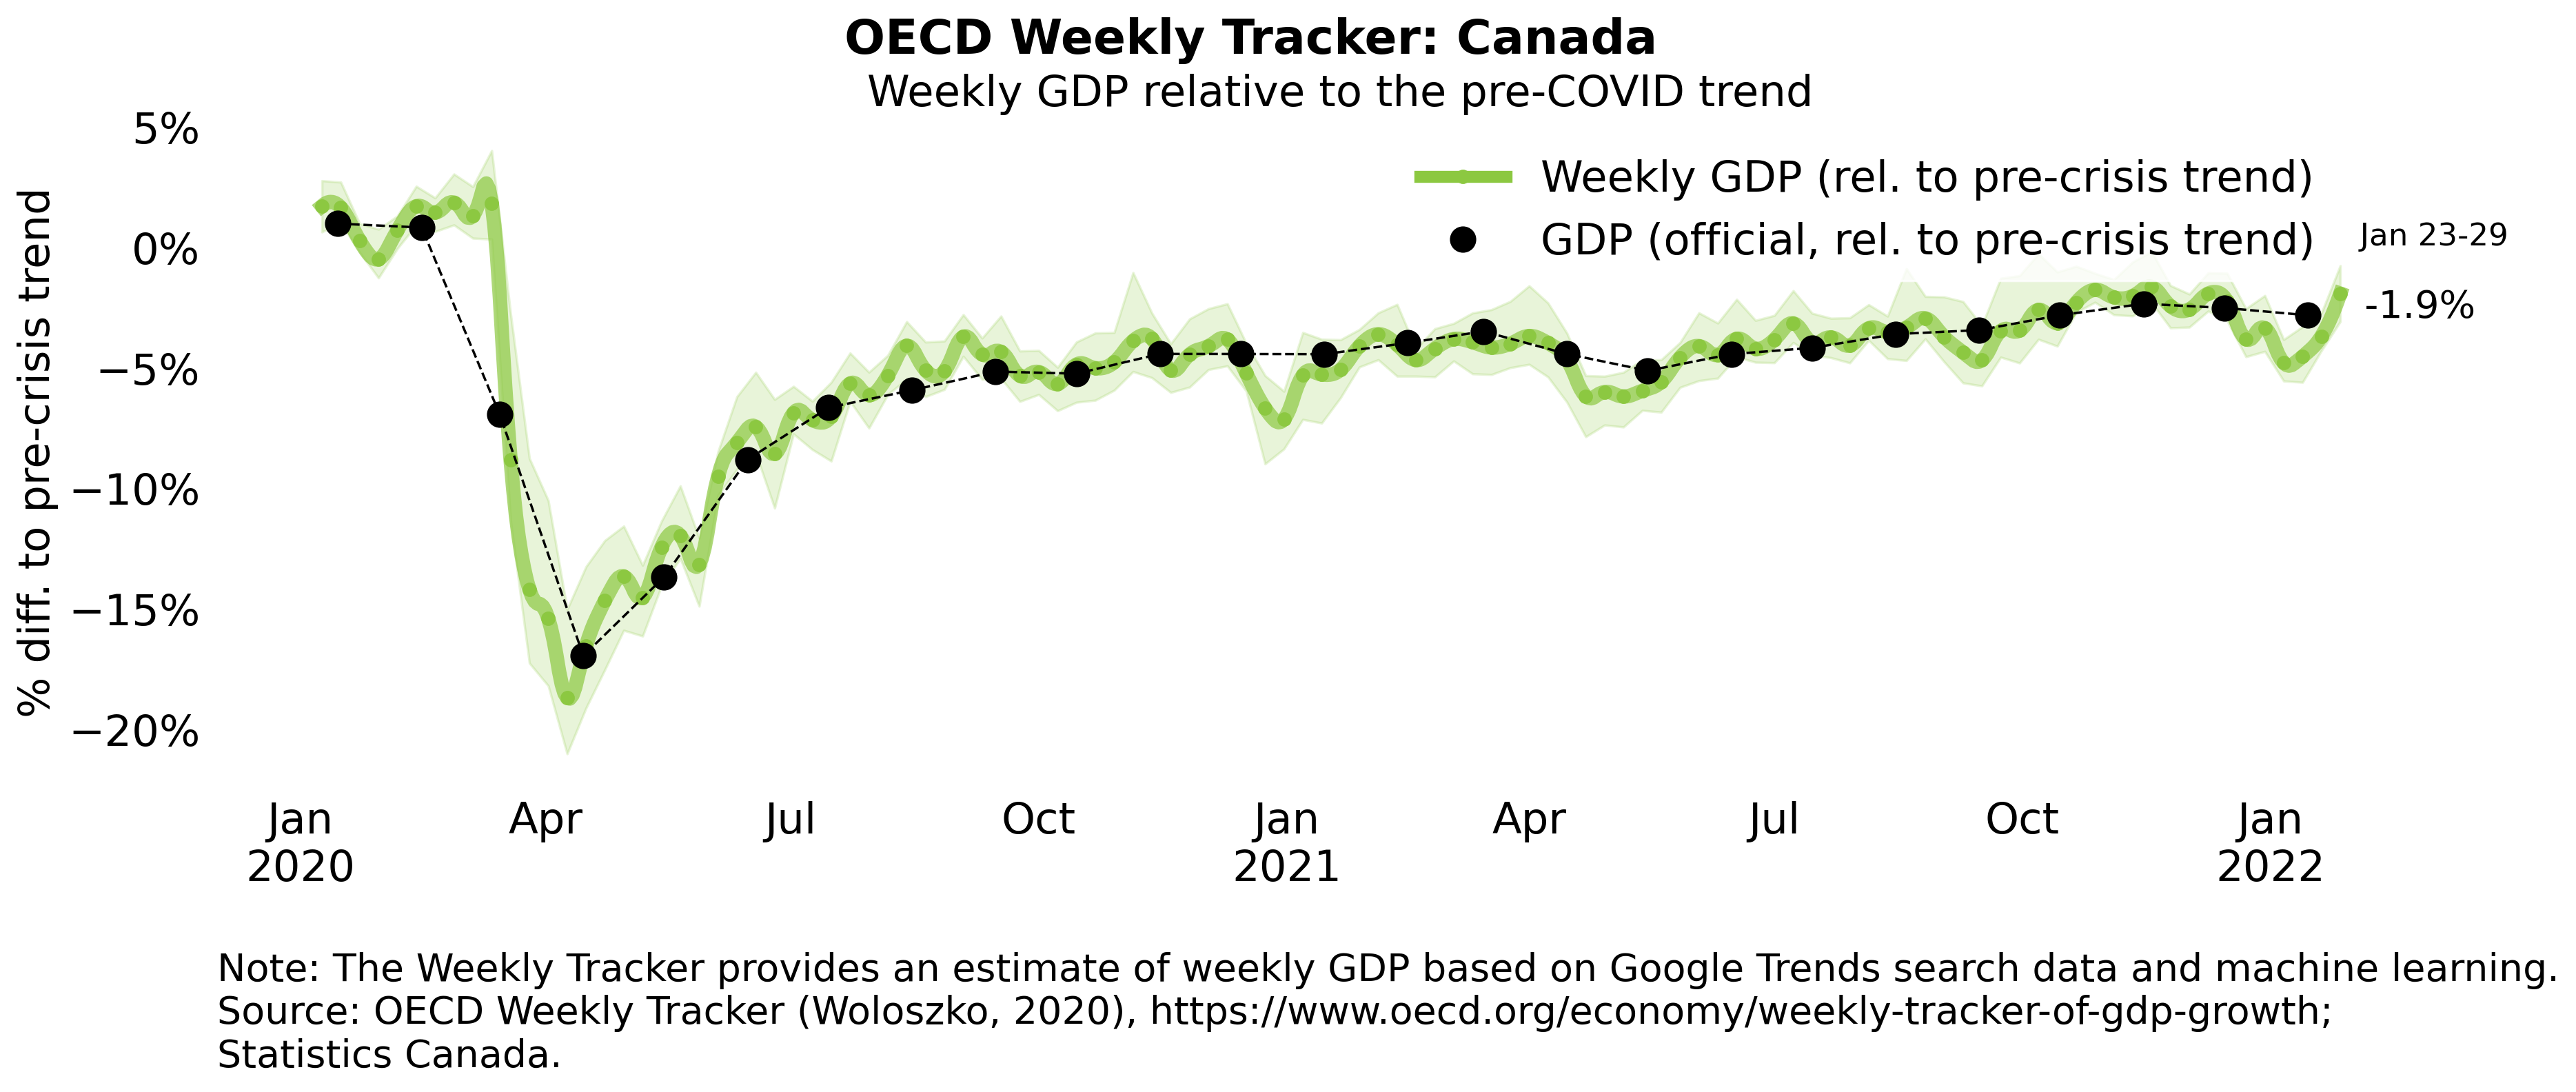 OECD Weekly Tracker: Canada
Weekly GDP relative to the pre-COVID trend
5%
0%
−5%
−10%
−15%
−20%
% diff. to pre-crisis trend
Weekly GDP (rel. to pre-crisis trend)
GDP (official, rel. to pre-crisis trend)
Jan 23-29
-1.9%
Jan Apr Jul Oct Jan Apr Jul Oct Jan
2020 2021 2022
Note: The Weekly Tracker provides an estimate of weekly GDP based on Google Trends search data and machine learning.
Source: OECD Weekly Tracker (Woloszko, 2020), https://www.oecd.org/economy/weekly-tracker-of-gdp-growth;
Statistics Canada.